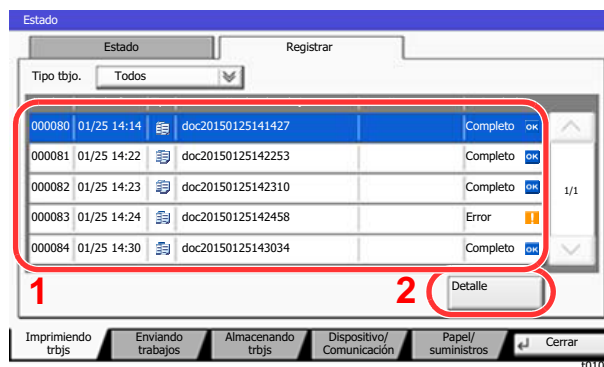 Estado
Estado Registrar
Tipo tbjo. Todos
000080 01/25 14:14 doc20150125141427 Completo OK
000081 01/25 14:22 doc20150125142253 Completo OK
000082 01/25 14:23 doc20150125142310 Completo OK
1/1
000083 01/25 14:24 doc20150125142458 Error !
000084 01/25 14:30 doc20150125143034 Completo OK
1 2 Detalle
Imprimiendo trbjs
Enviando trabajos
Almacenando trbjs
Dispositivo/ Comunicación
Papel/ suministros
Cerrar